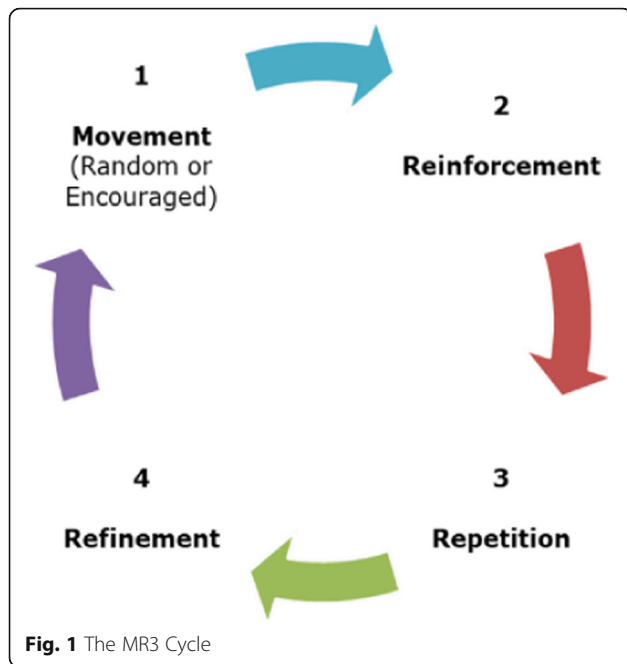 1
Movement
(Random or
Encouraged)
2
Reinforcement
3
Repetition
4
Refinement
Fig. 1 The MR3 Cycle